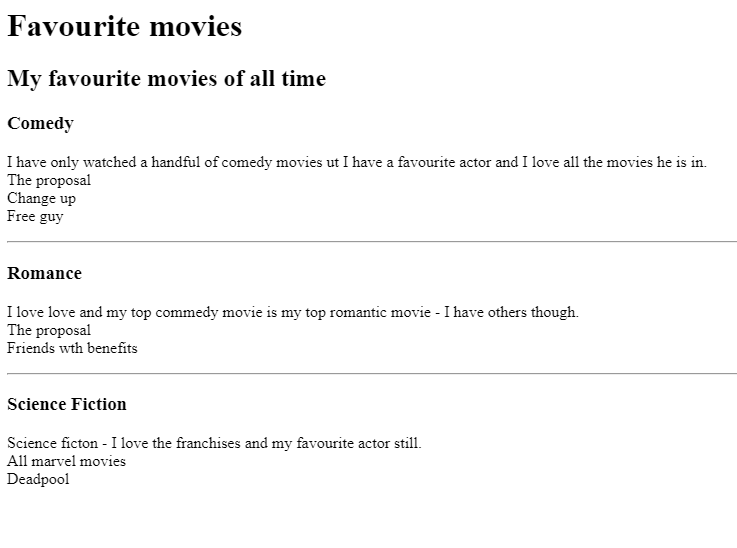 Favourite movies
My favourite movies of all time
Comedy
I have only watched a handful of comedy movies ut I have a favourite actor and I love all the movies he is in.
The proposal
Change up
Free guy
Romance
I love love and my top commedy movie is my top romantic movie - I have others though.
The proposal
Friends wth benefits
Science Fiction
Science ficton - I love the franchises and my favourite actor still.
All marvel movies
Deadpool